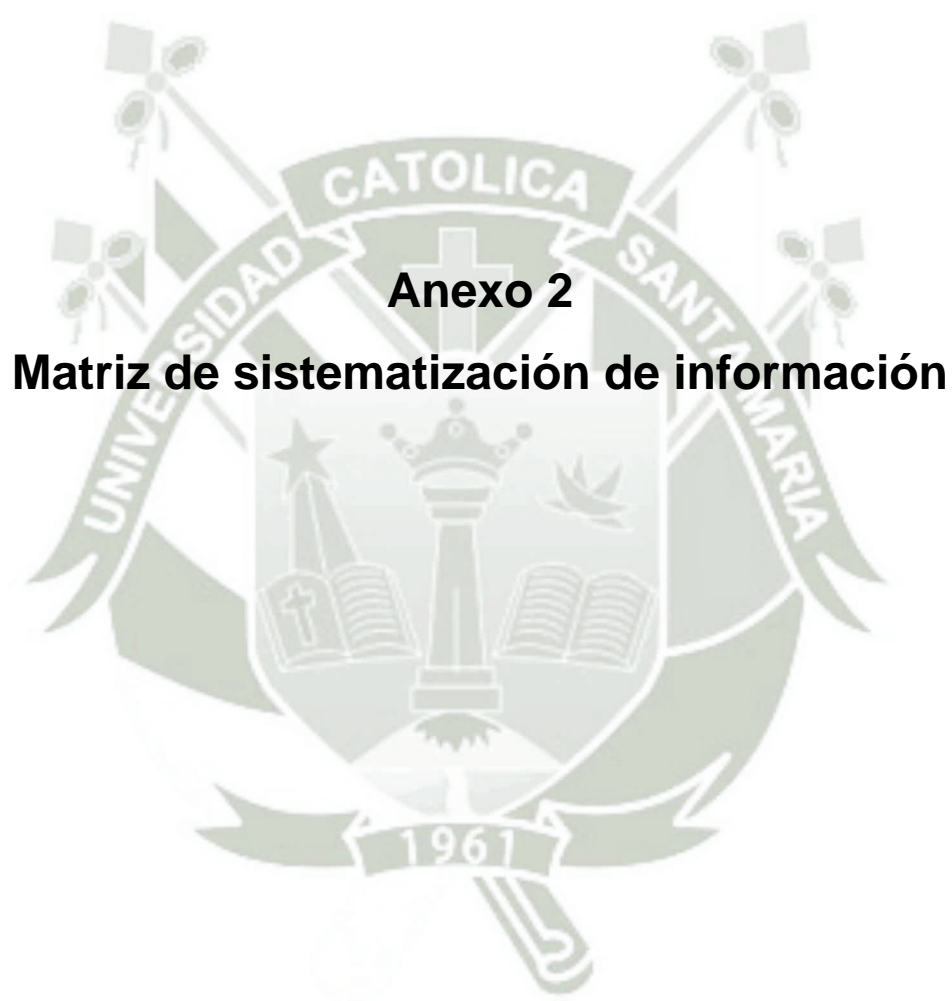 CATOLICA
UNIVERSIDAD
SANTA MARIA
Anexo 2
Matriz de sistematización de información
1961